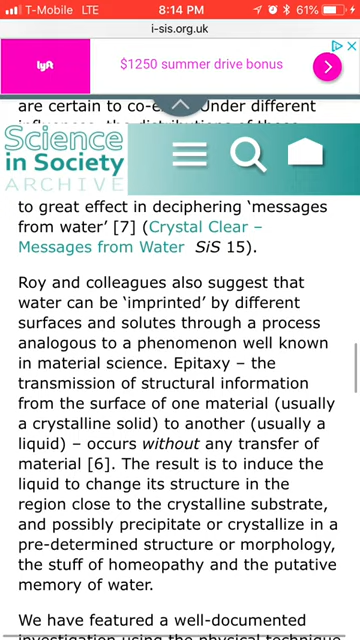 T-Mobile LTE 8:14 PM 61%
i-sis.org.uk
lyft
$1250 summer drive bonus
are certain to co-e Under different
Science
in Society
ARCHIVE
to great effect in deciphering ‘messages
from water’ [7] (Crystal Clear –
Messages from Water SiS 15).
Roy and colleagues also suggest that
water can be ‘imprinted’ by different
surfaces and solutes through a process
analogous to a phenomenon well known
in material science. Epitaxy – the
transmission of structural information
from the surface of one material (usually
a crystalline solid) to another (usually a
liquid) – occurs without any transfer of
material [6]. The result is to induce the
liquid to change its structure in the
region close to the crystalline substrate,
and possibly precipitate or crystallize in a
pre-determined structure or morphology,
the stuff of homeopathy and the putative
memory of water.
We have featured a well-documented
investigation using the physical technique